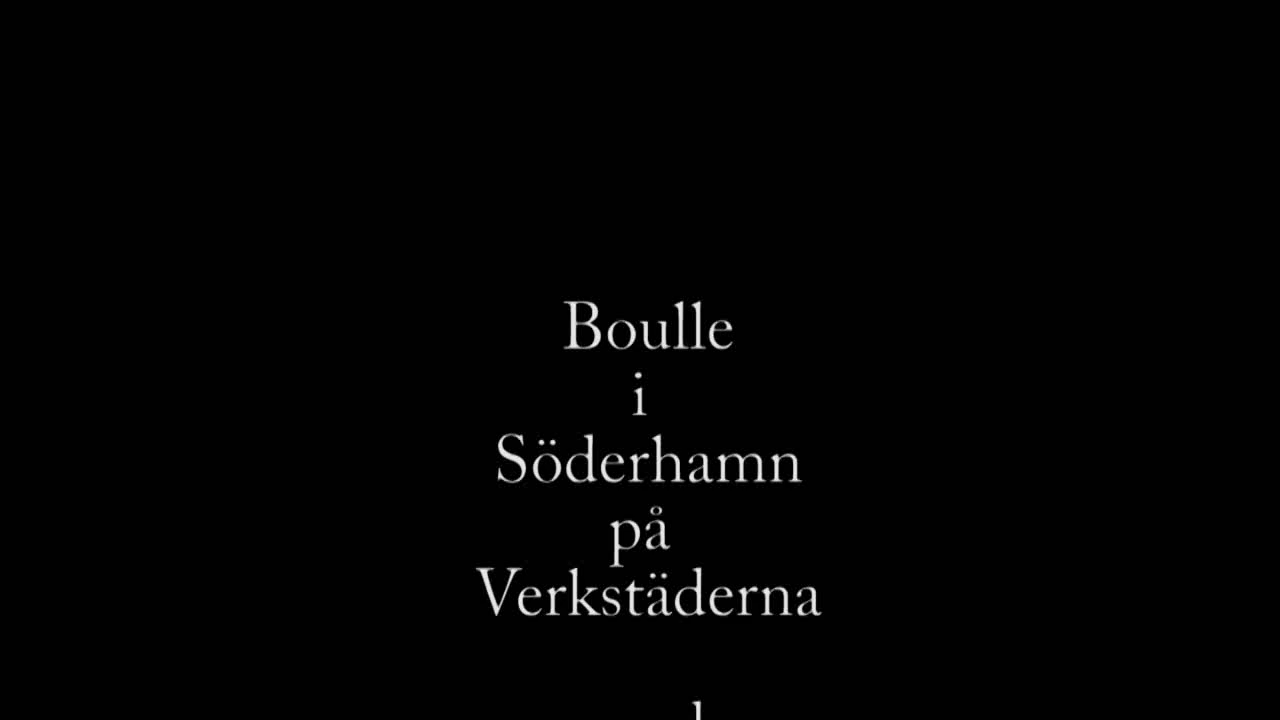 Boulle
i
Söderhamn
på
Verkstäderna